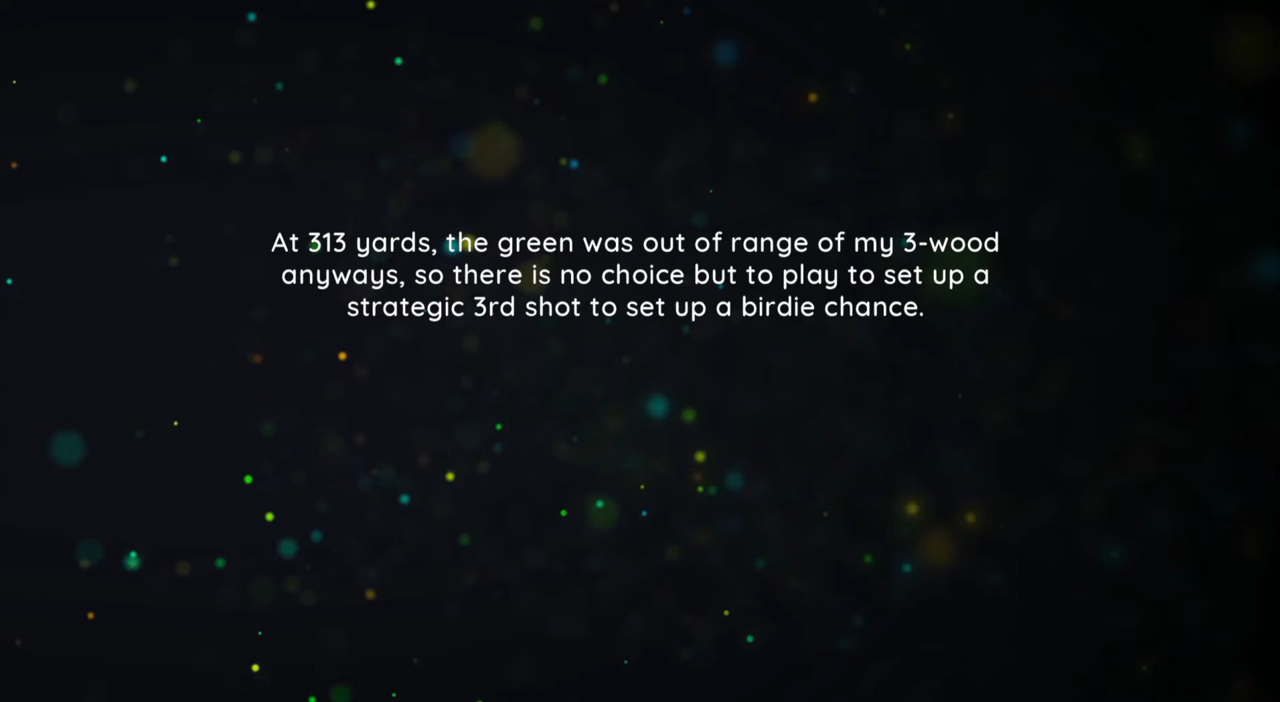 At 313 yards, the green was out of range of my 3-wood
anyways, so there is no choice but to play to set up a
strategic 3rd shot to set up a birdie chance.